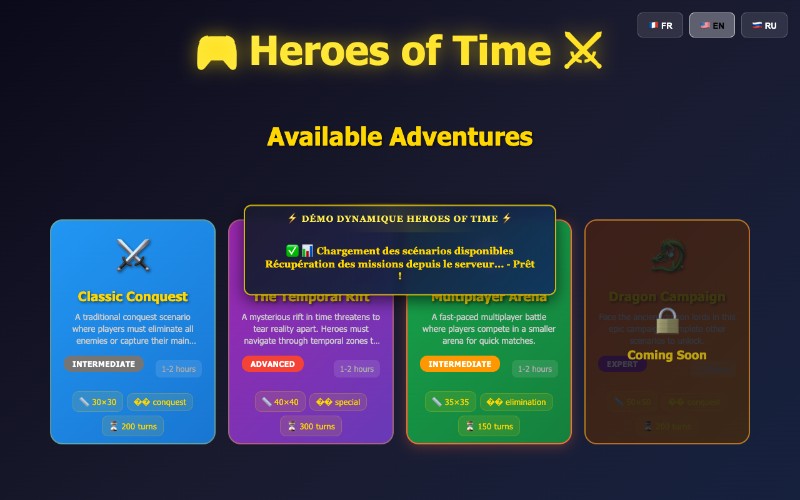 FR
EN
RU
Heroes of Time
Available Adventures
⚡ DÉMO DYNAMIQUE HEROES OF TIME ⚡
✅ 📊 Chargement des scénarios disponibles
Récupération des missions depuis le serveur... - Prêt
!
Classic Conquest
A traditional conquest scenario
where players must eliminate all
enemies or capture their main...
INTERMEDIATE
1-2 hours
30×30
�� conquest
⏳ 200 turns
The Temporal Rift
A mysterious rift in time threatens to
tear reality apart. Heroes must
navigate through temporal zones t...
ADVANCED
1-2 hours
40×40
�� special
⏳ 300 turns
Multiplayer Arena
A fast-paced multiplayer battle
where players compete in a smaller
arena for quick matches.
INTERMEDIATE
1-2 hours
35×35
�� elimination
⏳ 150 turns
Dragon Campaign
Coming Soon
EXPERT